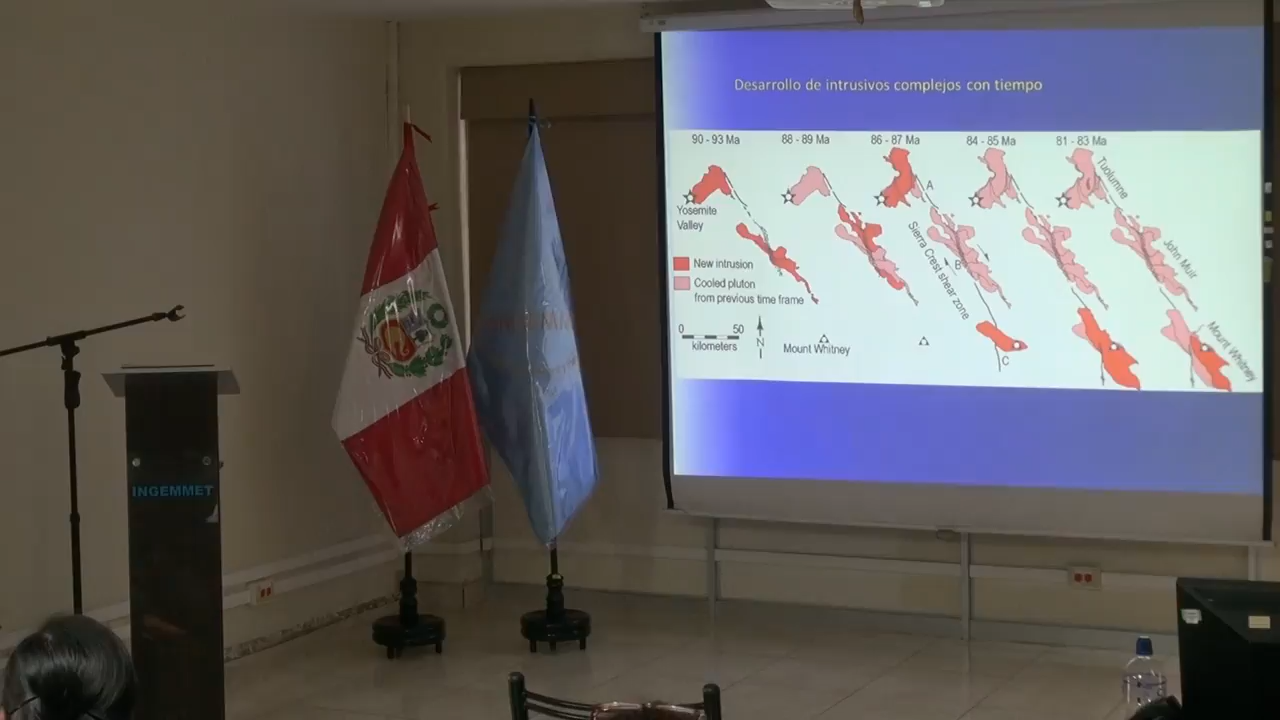 Desarrollo de intrusivos complejos con tiempo
90 - 93 Ma
88 - 89 Ma
86 - 87 Ma
84 - 85 Ma
81 - 83 Ma
Yosemite
Valley
New intrusion
Cooled pluton
from previous time frame
0 50
kilometers
N
Mount Whitney
A
Sierra Crest shear zone
B
C
Tuolumne
John Muir
Mount Whitney
INGEMMET